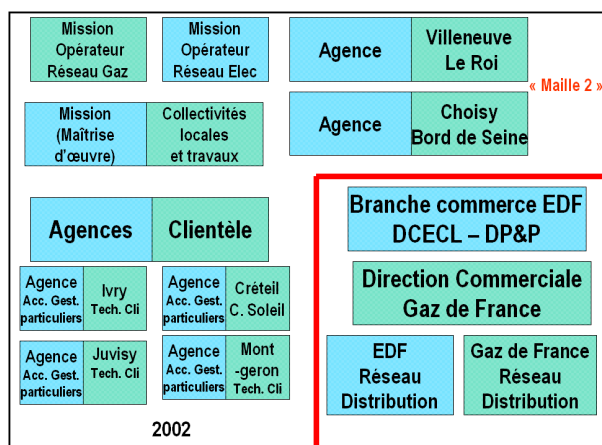 Mission
Opérateur
Réseau Gaz
Mission
Opérateur
Réseau Elec
Agence
Villeneuve
Le Roi
« Maille 2 »
Mission
(Maîtrise
d'œuvre)
Collectivités
locales
et travaux
Agence
Choisy
Bord de Seine
Agences
Clientèle
Agence
Acc. Gest.
particuliers
Ivry
Tech. Cli
Agence
Acc. Gest.
particuliers
Créteil
C. Soleil
Agence
Acc. Gest.
particuliers
Juvisy
Tech. Cli
Agence
Acc. Gest.
particuliers
Mont
-geron
Tech. Cli
2002
Branche commerce EDF
DCECL – DP&P
Direction Commerciale
Gaz de France
EDF
Réseau
Distribution
Gaz de France
Réseau
Distribution